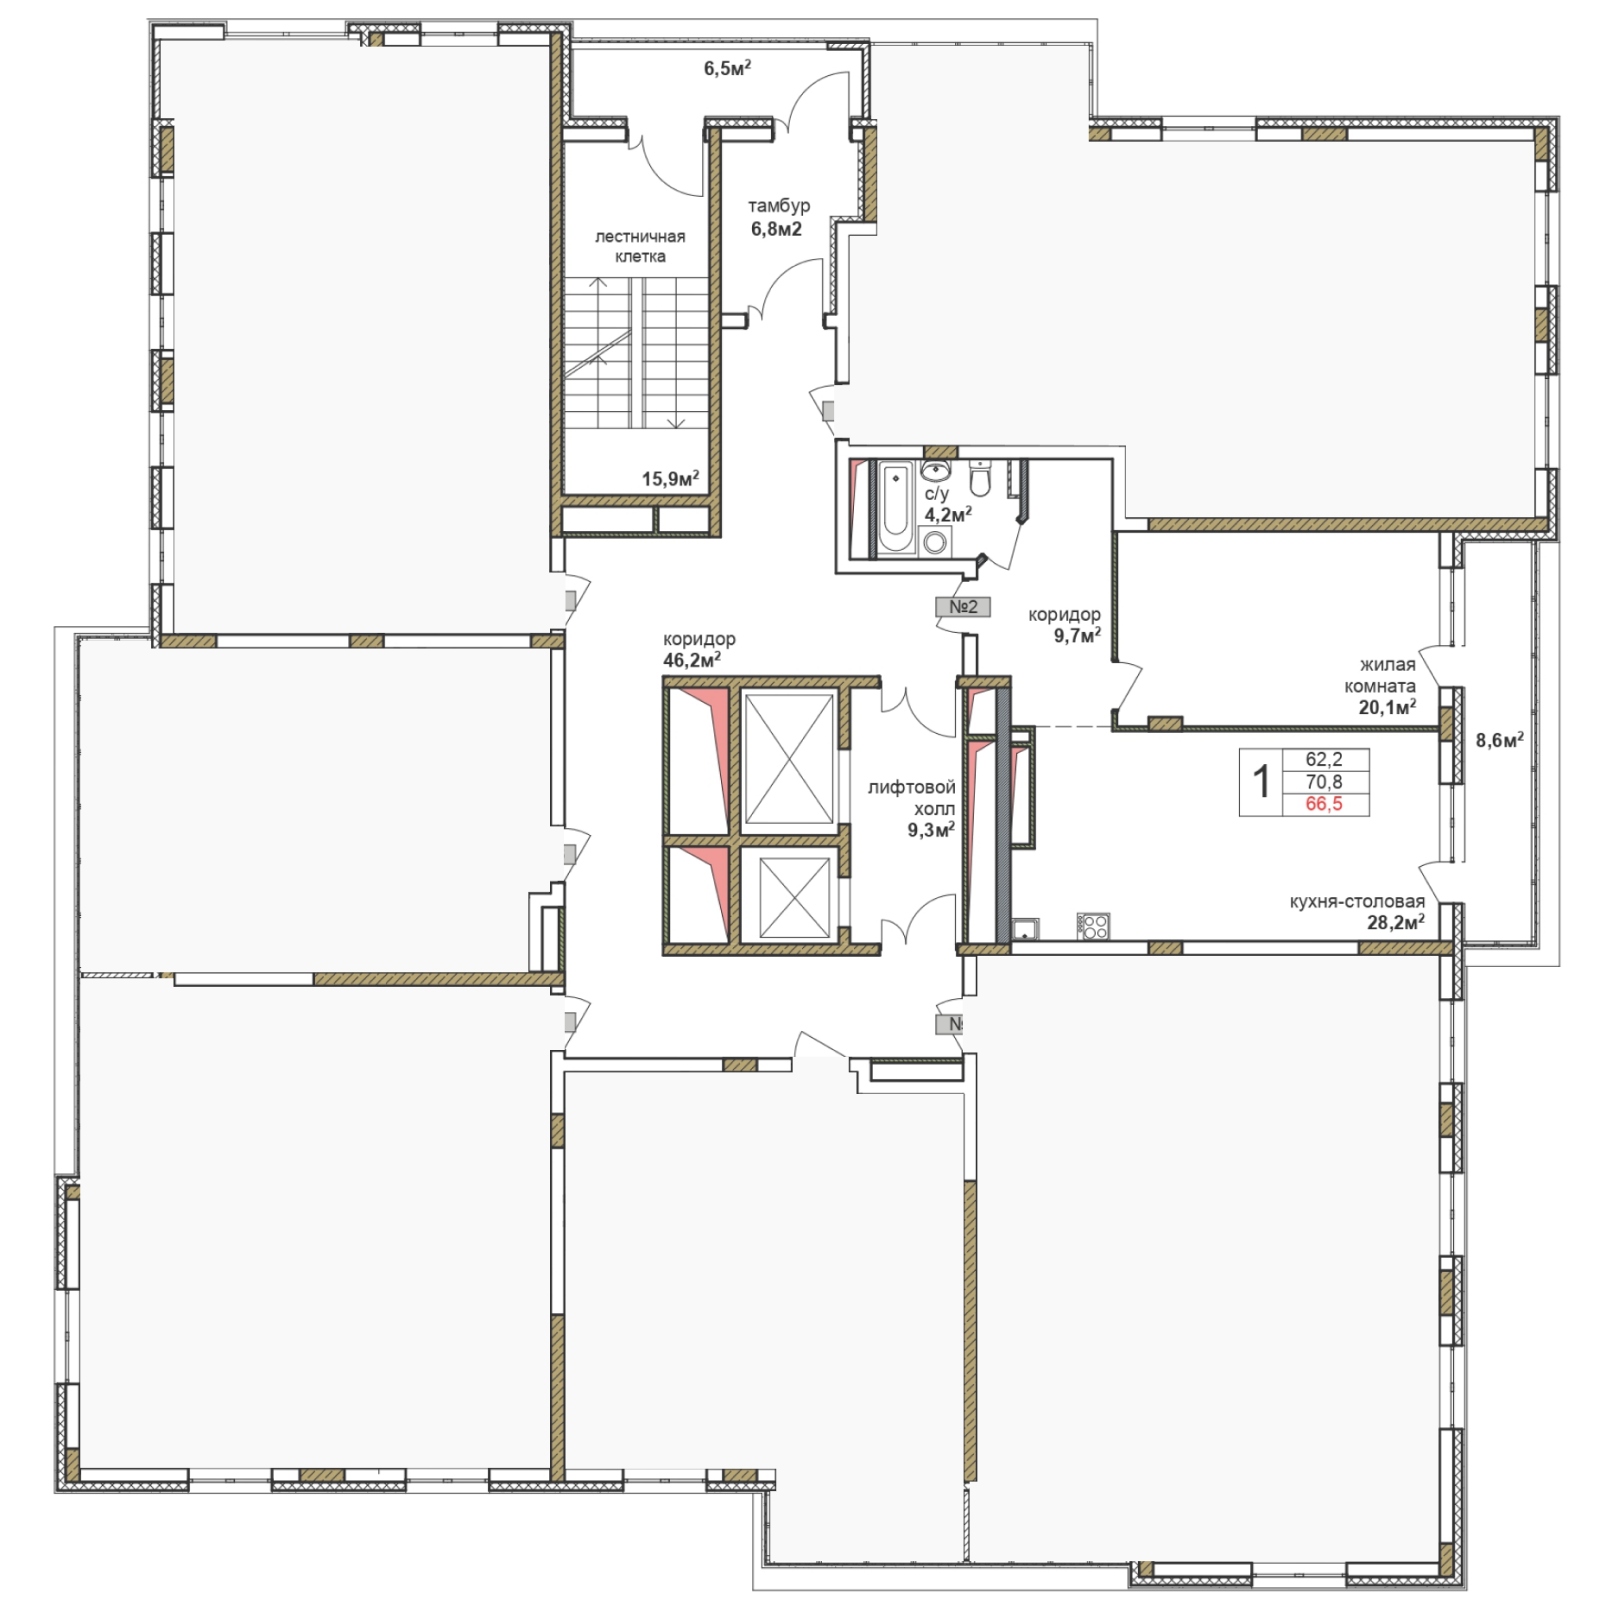 6,5м²
тамбур
6,8м2
лестничная
клетка
15,9м²
с/у
4,2м²
№2
коридор
9,7м²
коридор
46,2м²
жилая
комната
20,1м²
8,6м²
1
62,2
70,8
66,5
лифтовой
холл
9,3м²
кухня-столовая
28,2м²